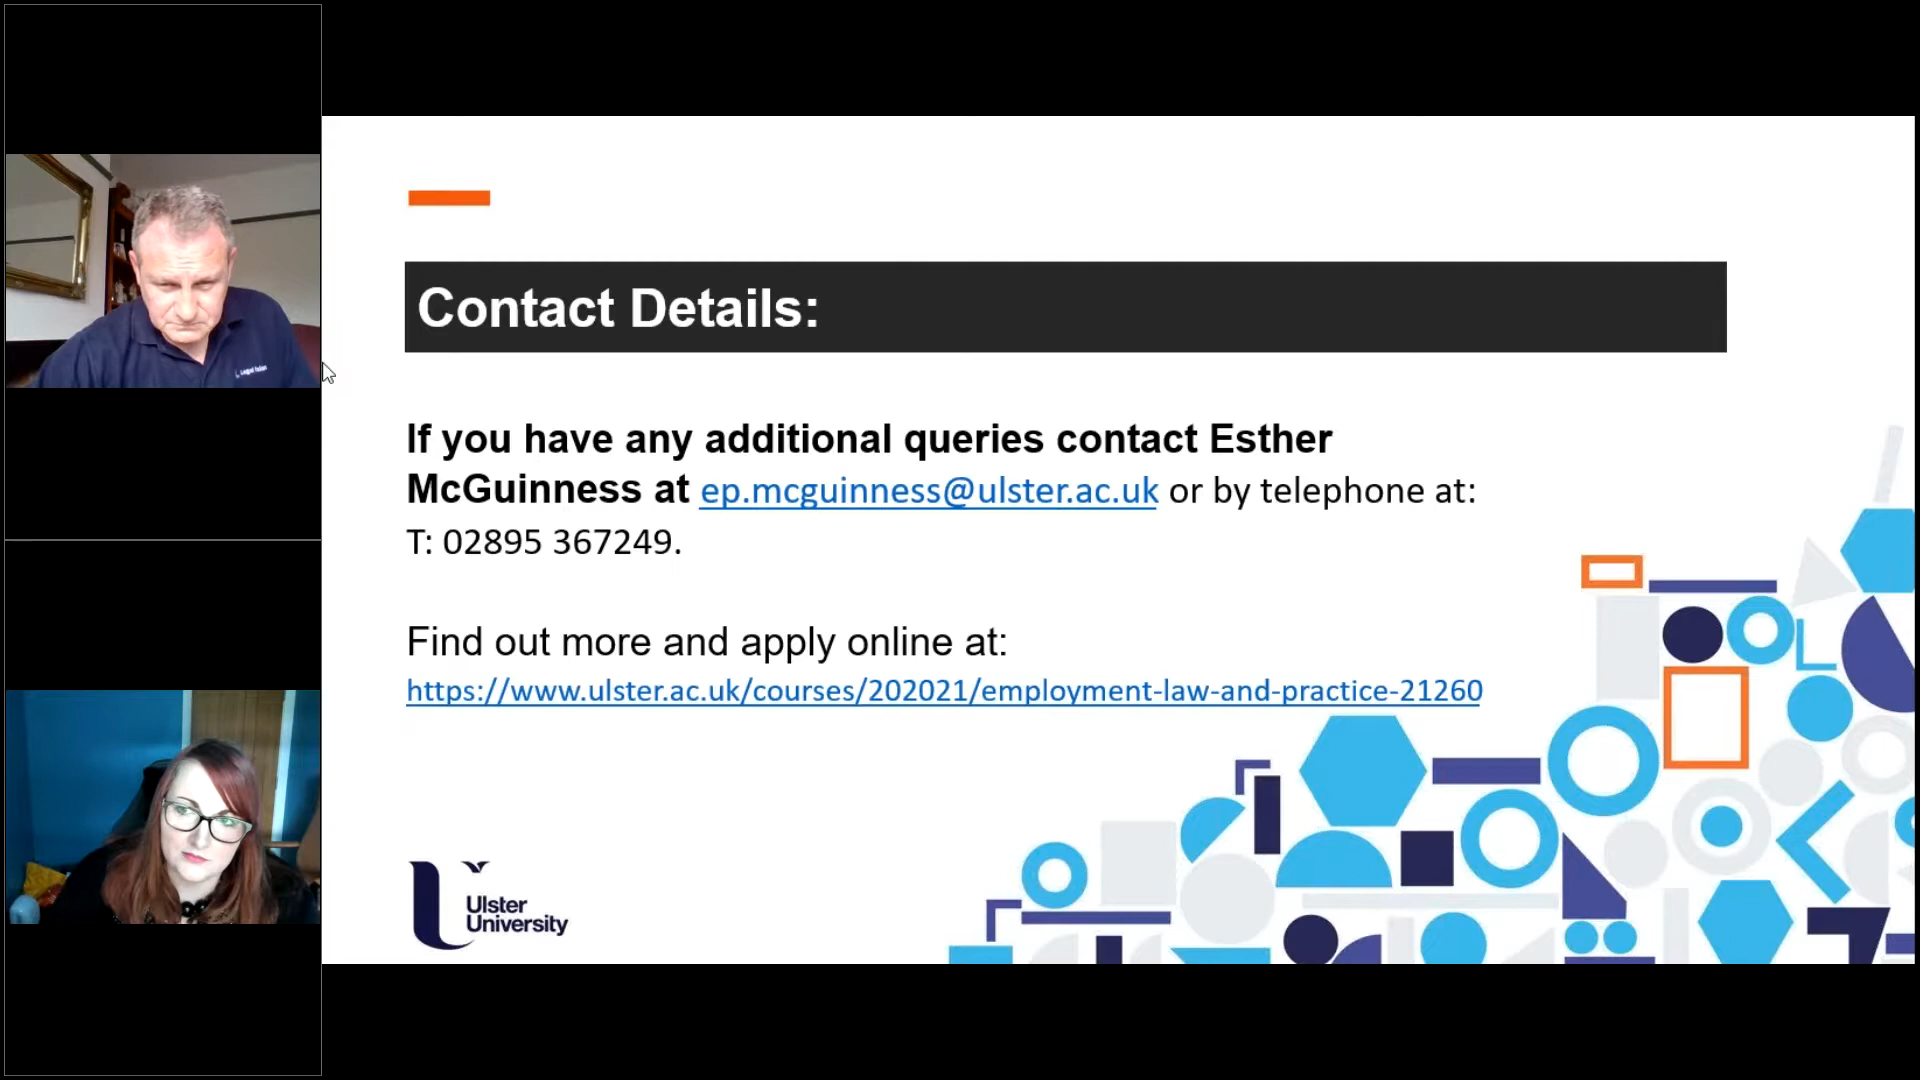 Contact Details:
If you have any additional queries contact Esther
McGuinness at ep.mcguinness@ulster.ac.uk or by telephone at:
T: 02895 367249.
Find out more and apply online at:
https://www.ulster.ac.uk/courses/202021/employment-law-and-practice-21260
Ulster
University